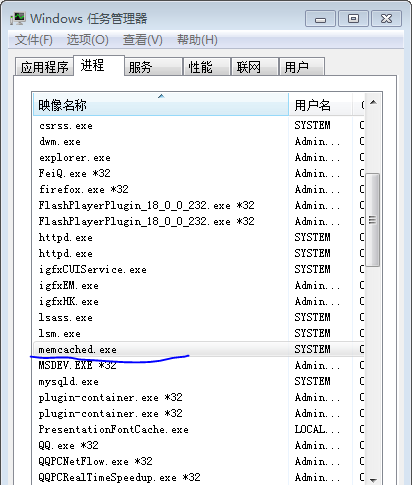 Windows 任务管理器
文件(F) 选项(O) 查看(V) 帮助(H)
应用程序 进程 服务 性能 联网 用户
映像名称 用户名
csrss.exe SYSTEM
dwm.exe Admin...
explorer.exe Admin...
FeiQ.exe *32 Admin...
firefox.exe *32 Admin...
FlashPlayerPlugin_18_0_0_232.exe *32 Admin...
FlashPlayerPlugin_18_0_0_232.exe *32 Admin...
httpd.exe SYSTEM
httpd.exe SYSTEM
igfxCUIService.exe SYSTEM
igfxEM.exe Admin...
igfxHK.exe Admin...
lsass.exe SYSTEM
lsm.exe SYSTEM
memcached.exe SYSTEM
MSDEV.EXE *32 Admin...
mysqld.exe SYSTEM
plugin-container.exe *32 Admin...
plugin-container.exe *32 Admin...
PresentationFontCache.exe LOCAL...
QQ.exe *32 Admin...
QQPCNetFlow.exe *32 Admin...
QQPCRealTimeSpeedup.exe *32 Admin...